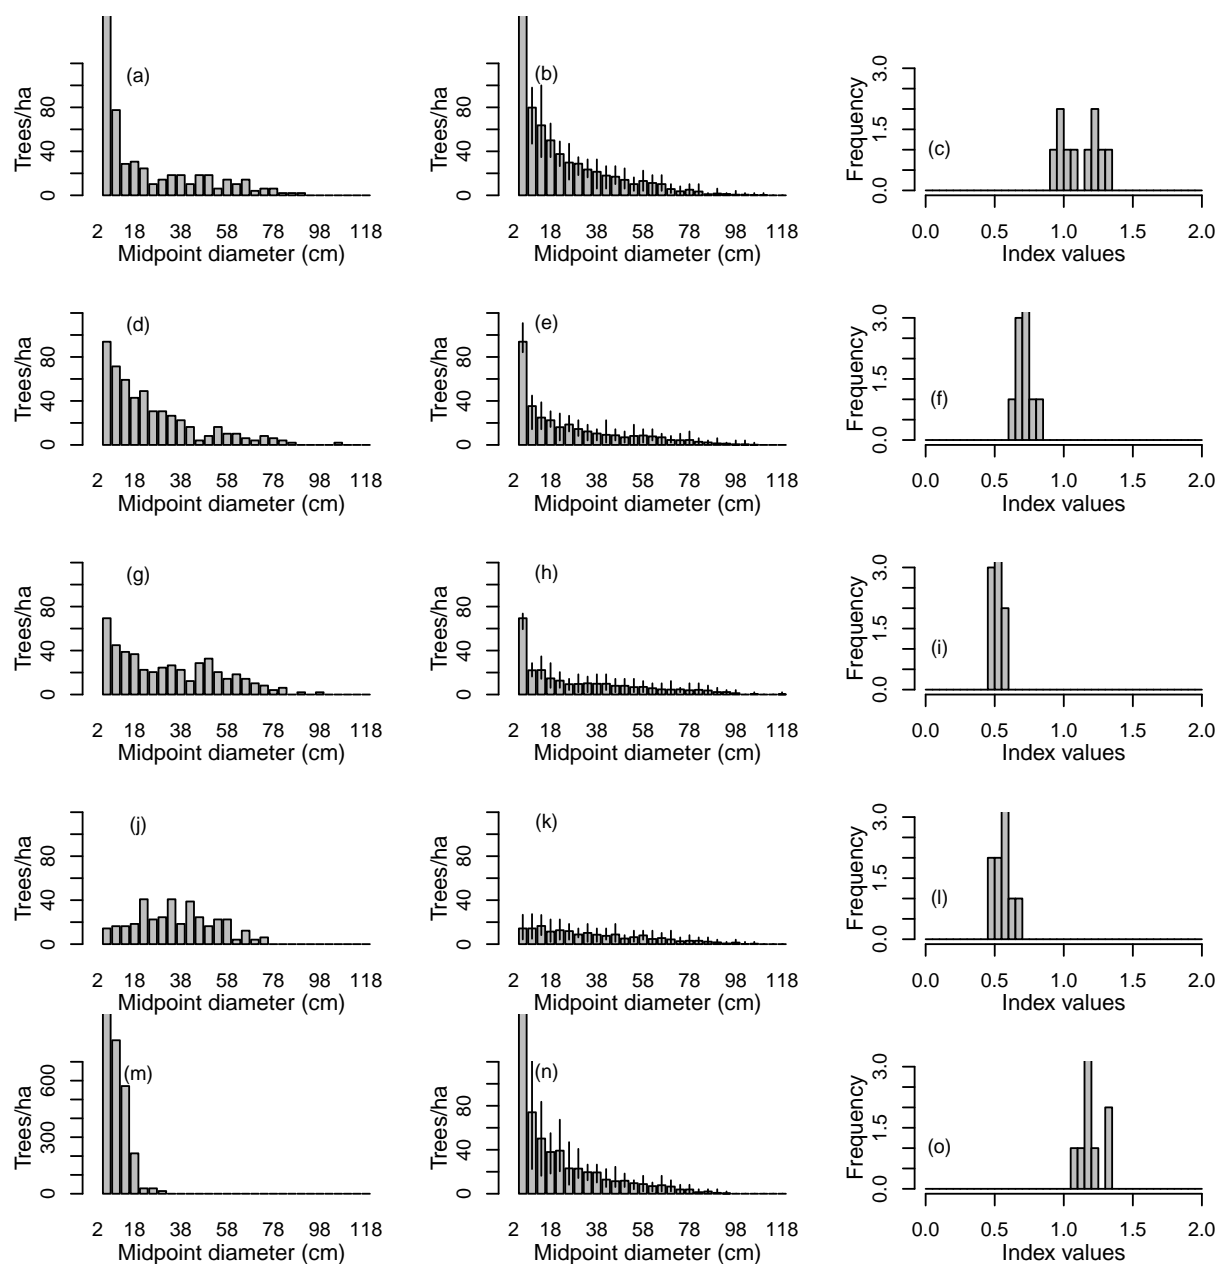 (a)
Trees/ha
0 40 80
2 18 38 58 78 98 118
Midpoint diameter (cm)
(b)
Trees/ha
0 40 80
2 18 38 58 78 98 118
Midpoint diameter (cm)
(c)
Frequency
0.0 1.5 3.0
0.0 0.5 1.0 1.5 2.0
Index values
(d)
Trees/ha
0 40 80
2 18 38 58 78 98 118
Midpoint diameter (cm)
(e)
Trees/ha
0 40 80
2 18 38 58 78 98 118
Midpoint diameter (cm)
(f)
Frequency
0.0 1.5 3.0
0.0 0.5 1.0 1.5 2.0
Index values
(g)
Trees/ha
0 40 80
2 18 38 58 78 98 118
Midpoint diameter (cm)
(h)
Trees/ha
0 40 80
2 18 38 58 78 98 118
Midpoint diameter (cm)
(i)
Frequency
0.0 1.5 3.0
0.0 0.5 1.0 1.5 2.0
Index values
(j)
Trees/ha
0 40 80
2 18 38 58 78 98 118
Midpoint diameter (cm)
(k)
Trees/ha
0 40 80
2 18 38 58 78 98 118
Midpoint diameter (cm)
(l)
Frequency
0.0 1.5 3.0
0.0 0.5 1.0 1.5 2.0
Index values
(m)
Trees/ha
0 300 600
2 18 38 58 78 98 118
Midpoint diameter (cm)
(n)
Trees/ha
0 40 80
2 18 38 58 78 98 118
Midpoint diameter (cm)
(o)
Frequency
0.0 1.5 3.0
0.0 0.5 1.0 1.5 2.0
Index values